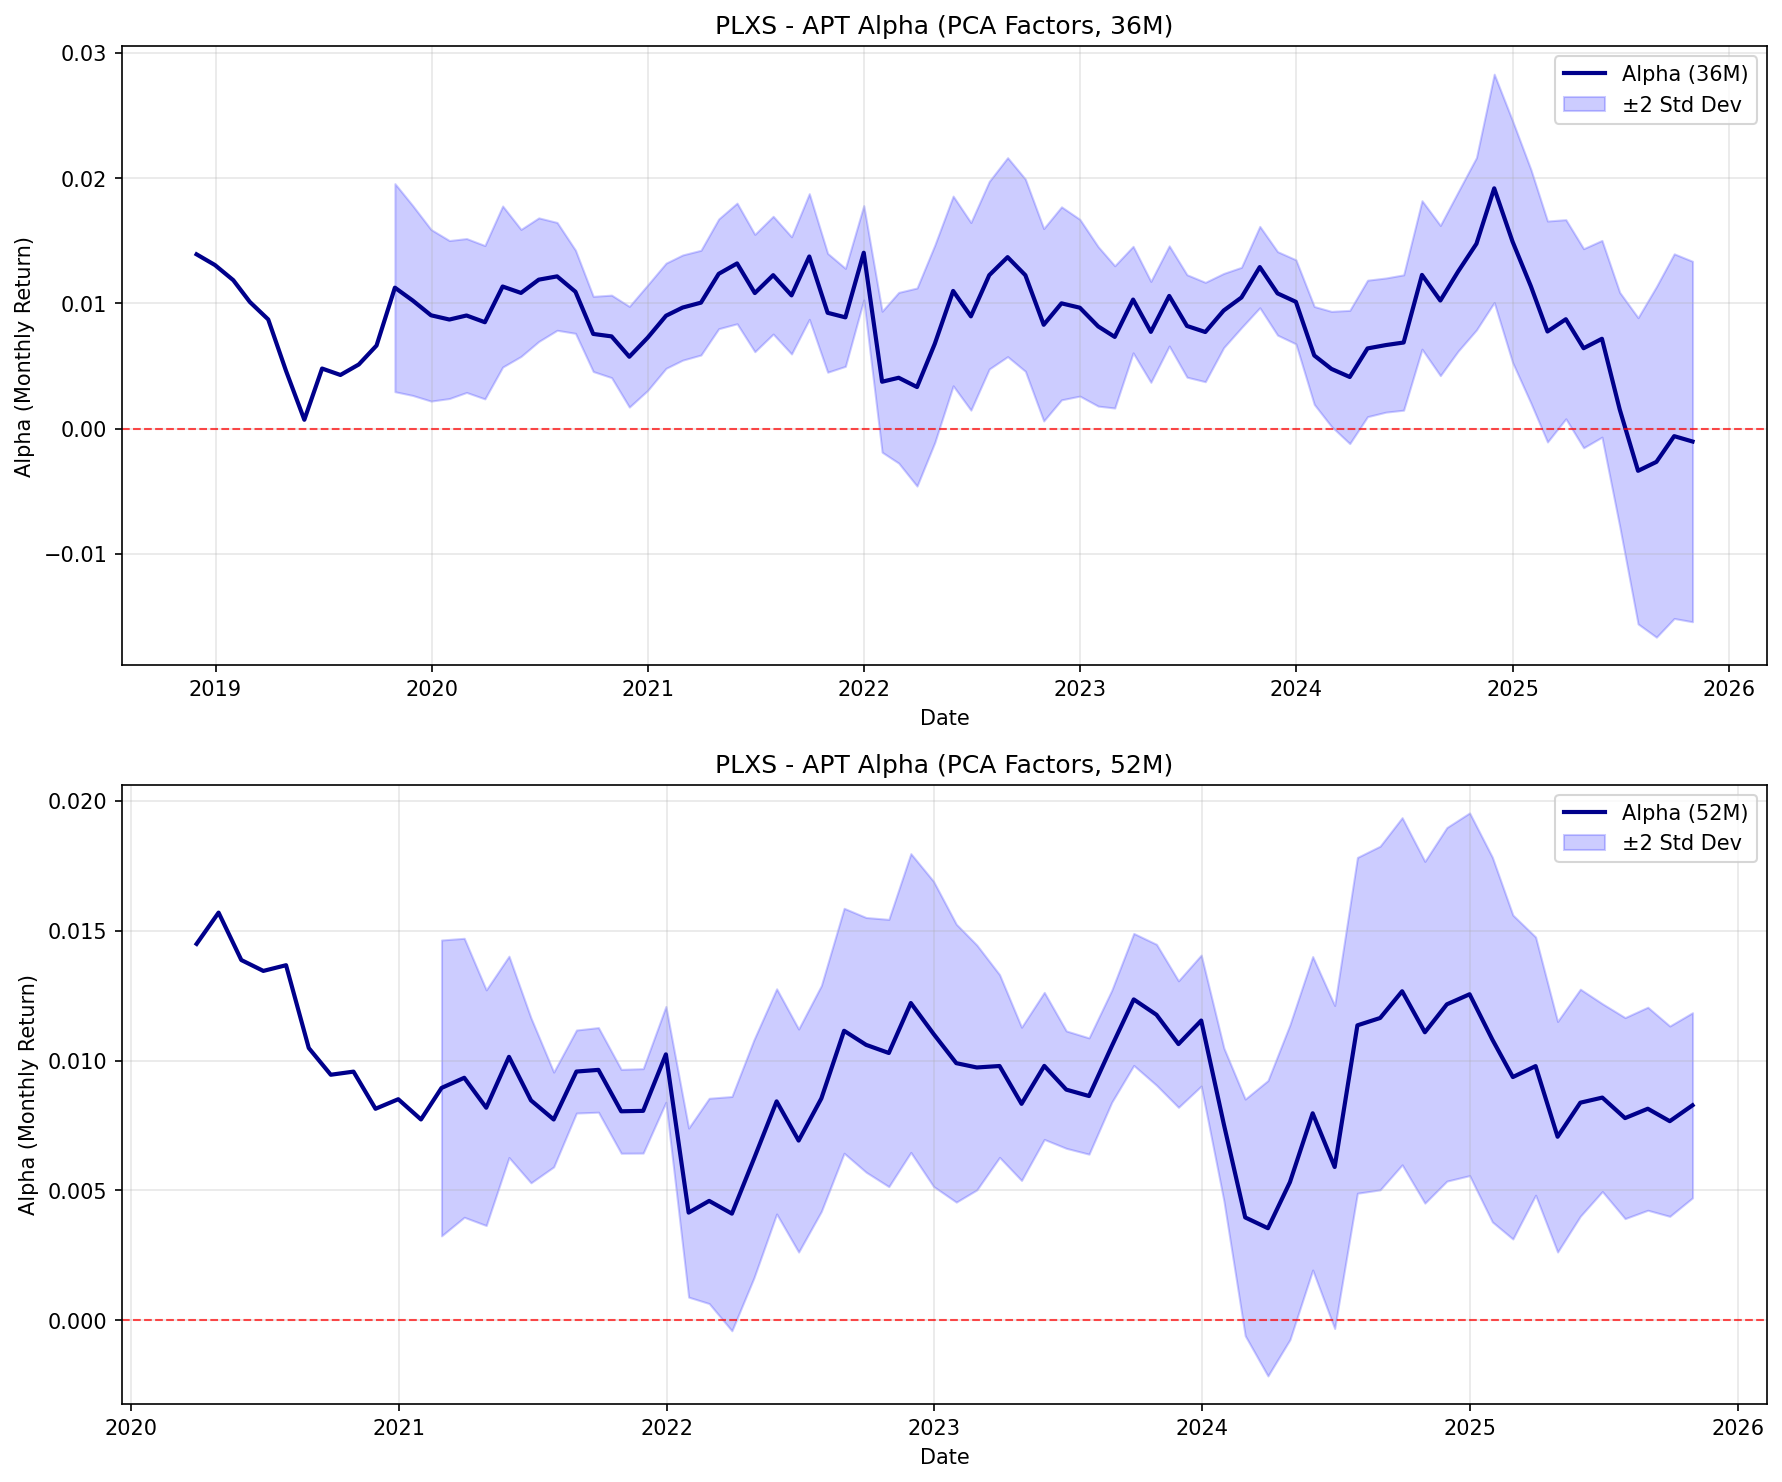 PLXS - APT Alpha (PCA Factors, 36M)
Alpha (36M)
±2 Std Dev
Alpha (Monthly Return)
0.03
0.02
0.01
0.00
−0.01
2019 2020 2021 2022 2023 2024 2025 2026
Date
PLXS - APT Alpha (PCA Factors, 52M)
Alpha (52M)
±2 Std Dev
Alpha (Monthly Return)
0.020
0.015
0.010
0.005
0.000
2020 2021 2022 2023 2024 2025 2026
Date